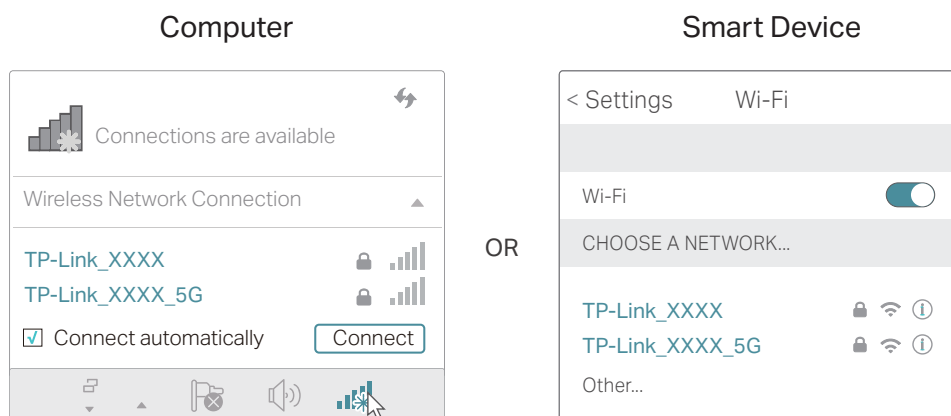 Computer
Connections are available
Wireless Network Connection
TP-Link_XXXX
TP-Link_XXXX_5G
Connect automatically
Connect
OR
Smart Device
< Settings Wi-Fi
Wi-Fi
CHOOSE A NETWORK...
TP-Link_XXXX
TP-Link_XXXX_5G
Other...